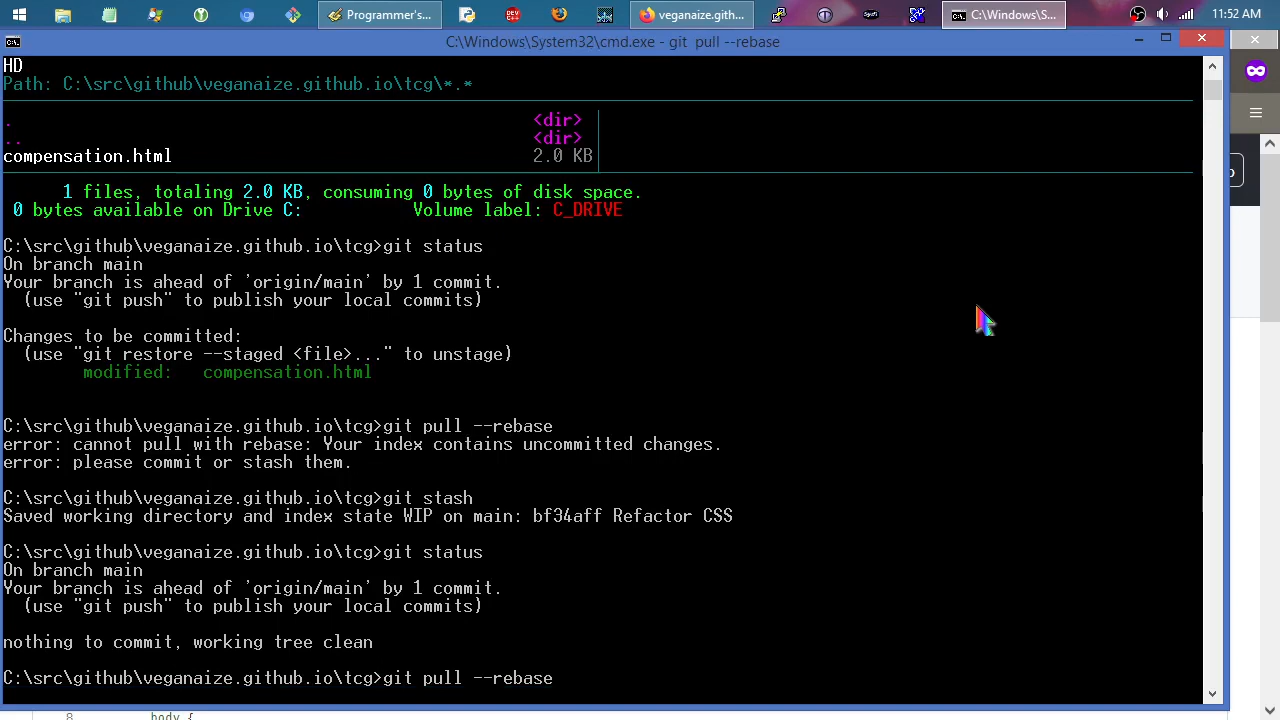 Programmer's...
veganaize.gith...
C:\Windows\S...
11:52 AM
C:\Windows\System32\cmd.exe - git  pull --rebase
HD
Path: C:\src\github\veganaize.github.io\tcg\*.*
. <dir>
.. <dir>
compensation.html 2.0 KB
1 files, totaling 2.0 KB, consuming 0 bytes of disk space.
0 bytes available on Drive C: Volume label: C_DRIVE
C:\src\github\veganaize.github.io\tcg>git status
On branch main
Your branch is ahead of 'origin/main' by 1 commit.
(use "git push" to publish your local commits)
Changes to be committed:
(use "git restore --staged <file>..." to unstage)
modified: compensation.html
C:\src\github\veganaize.github.io\tcg>git pull --rebase
error: cannot pull with rebase: Your index contains uncommitted changes.
error: please commit or stash them.
C:\src\github\veganaize.github.io\tcg>git stash
Saved working directory and index state WIP on main: bf34aff Refactor CSS
C:\src\github\veganaize.github.io\tcg>git status
On branch main
Your branch is ahead of 'origin/main' by 1 commit.
(use "git push" to publish your local commits)
nothing to commit, working tree clean
C:\src\github\veganaize.github.io\tcg>git pull --rebase
8 body {